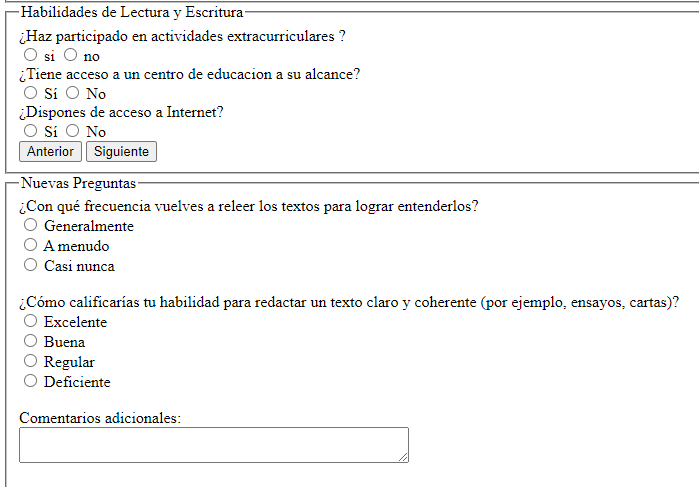 Habilidades de Lectura y Escritura
¿Haz participado en actividades extracurriculares ?
si no
¿Tiene acceso a un centro de educacion a su alcance?
Sí No
¿Dispones de acceso a Internet?
Sí No
Anterior Siguiente
Nuevas Preguntas
¿Con qué frecuencia vuelves a releer los textos para lograr entenderlos?
Generalmente
A menudo
Casi nunca
¿Cómo calificarías tu habilidad para redactar un texto claro y coherente (por ejemplo, ensayos, cartas)?
Excelente
Buena
Regular
Deficiente
Comentarios adicionales: